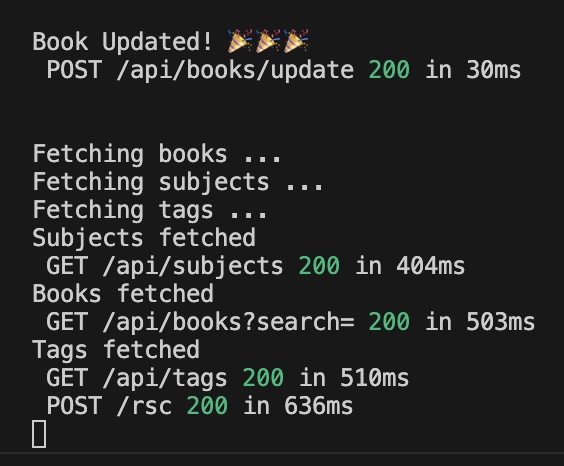 Book Updated! 🎉🎉🎉
POST /api/books/update 200 in 30ms
Fetching books ...
Fetching subjects ...
Fetching tags ...
Subjects fetched
GET /api/subjects 200 in 404ms
Books fetched
GET /api/books?search= 200 in 503ms
Tags fetched
GET /api/tags 200 in 510ms
POST /rsc 200 in 636ms